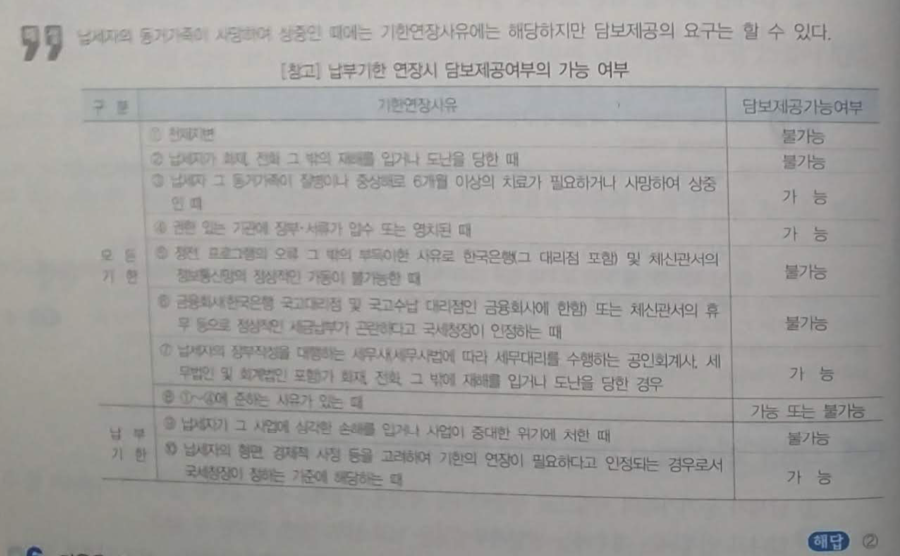 납세자의 동거가족이 사망하여 상중인 때에는 기한연장사유에는 해당하지만 담보제공의 요구는 할 수 있다.
[참고] 납부기한 연장시 담보제공여부의 가능 여부
구 분 기한연장사유 담보제공가능여부
① 천재지변 불가능
② 납세자가 화재, 전화 그 밖의 재해를 입거나 도난을 당한 때 불가능
③ 납세자 그 동거가족이 질병이나 중상해로 6개월 이상의 치료가 필요하거나 사망하여 상중
인 때 가 능
④ 권한 있는 기관에 장부·서류가 압수 또는 영치된 때 가 능
모 든
기 한
⑤ 정전, 프로그램의 오류 그 밖의 부득이한 사유로 한국은행(그 대리점 포함) 및 체신관서의
정보통신망의 정상적인 가동이 불가능한 때 불가능
⑥ 금융회사(한국은행 국고대리점 및 국고수납 대리점인 금융회사에 한함) 또는 체신관서의 휴
무 등으로 정상적인 세금납부가 곤란하다고 국세청장이 인정하는 때 불가능
⑦ 납세자의 장부작성을 대행하는 세무사(세무사법에 따라 세무대리를 수행하는 공인회계사, 세
무법인 및 회계법인 포함)가 화재, 전화, 그 밖에 재해를 입거나 도난을 당한 경우 가 능
⑧ ①~④에 준하는 사유가 있는 때 가능 또는 불가능
납 부
기 한
⑨ 납세자가 그 사업에 심각한 손해를 입거나 사업이 중대한 위기에 처한 때 불가능
⑩ 납세자의 형편, 경제적 사정 등을 고려하여 기한의 연장이 필요하다고 인정되는 경우로서
국세청장이 정하는 기준에 해당하는 때 가 능
해답 ②